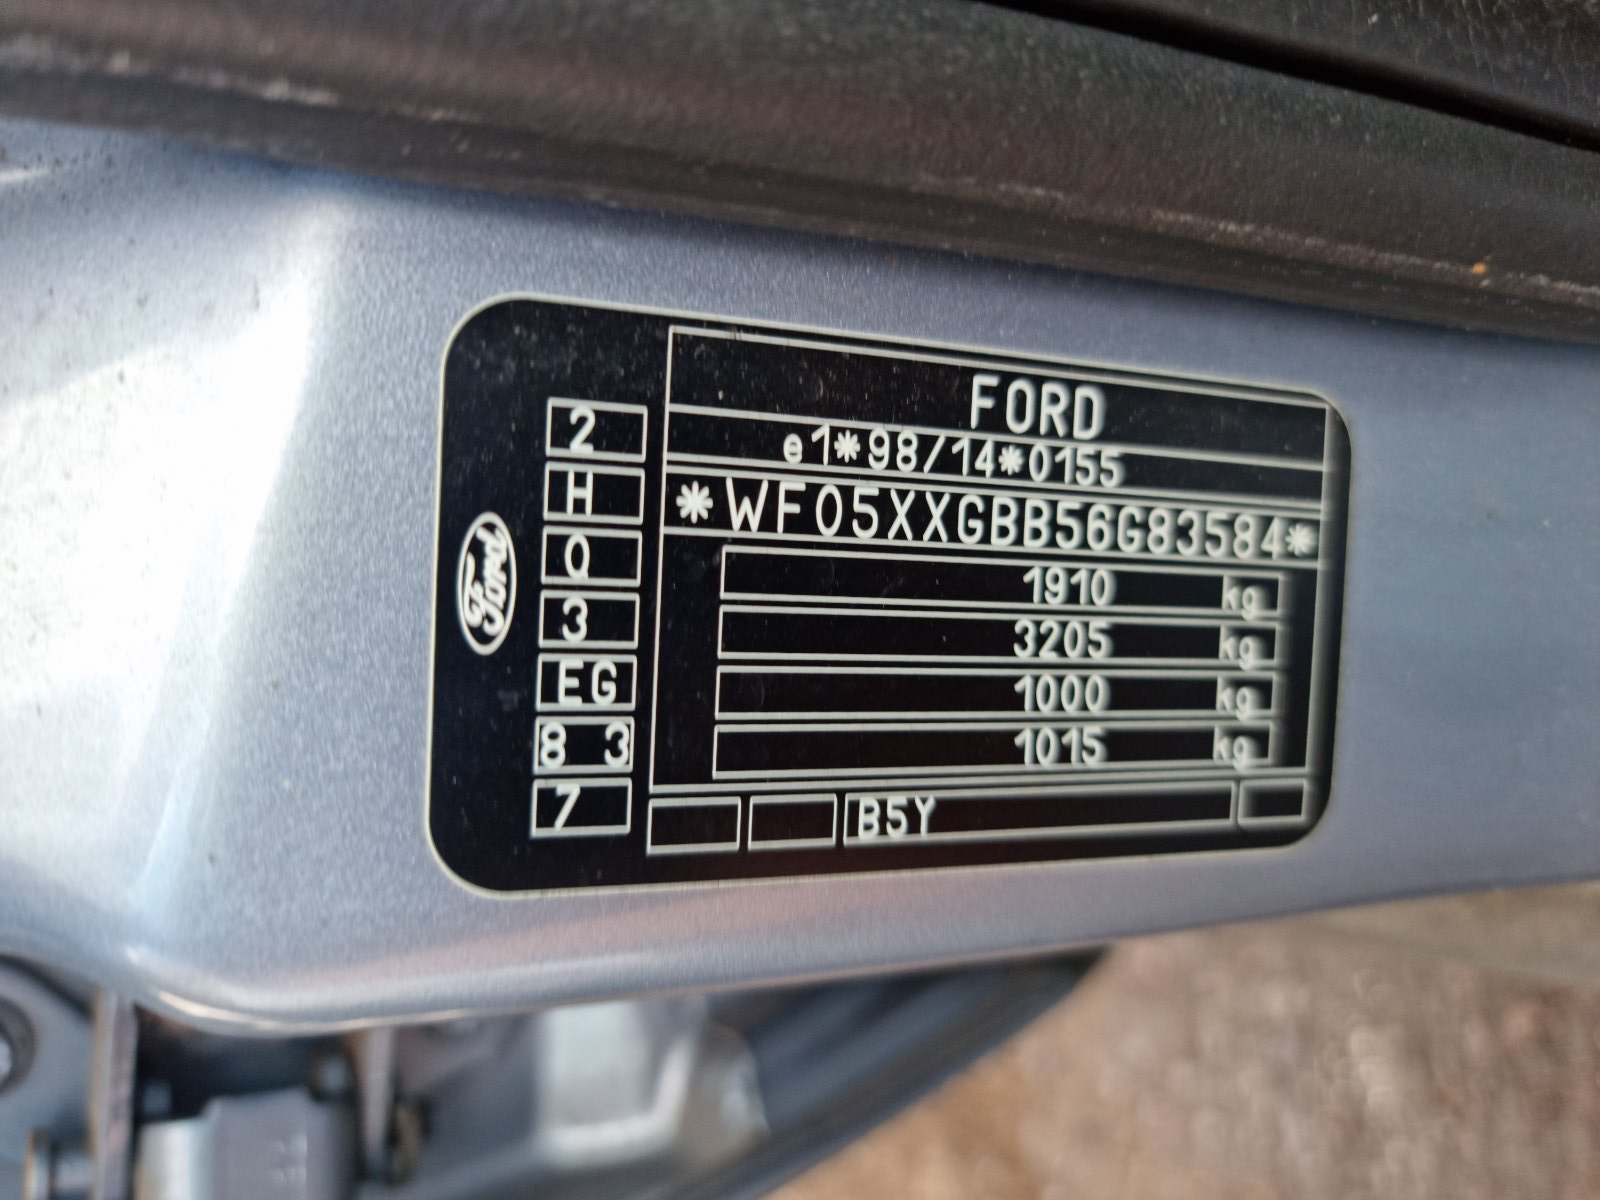 FORD
e1*98/14*0155
*WF05XXGBB56G83584*
1910 kg
3205 kg
1000 kg
1015 kg
B5Y
2
H
Q
3
EG
8 3
7
Ford